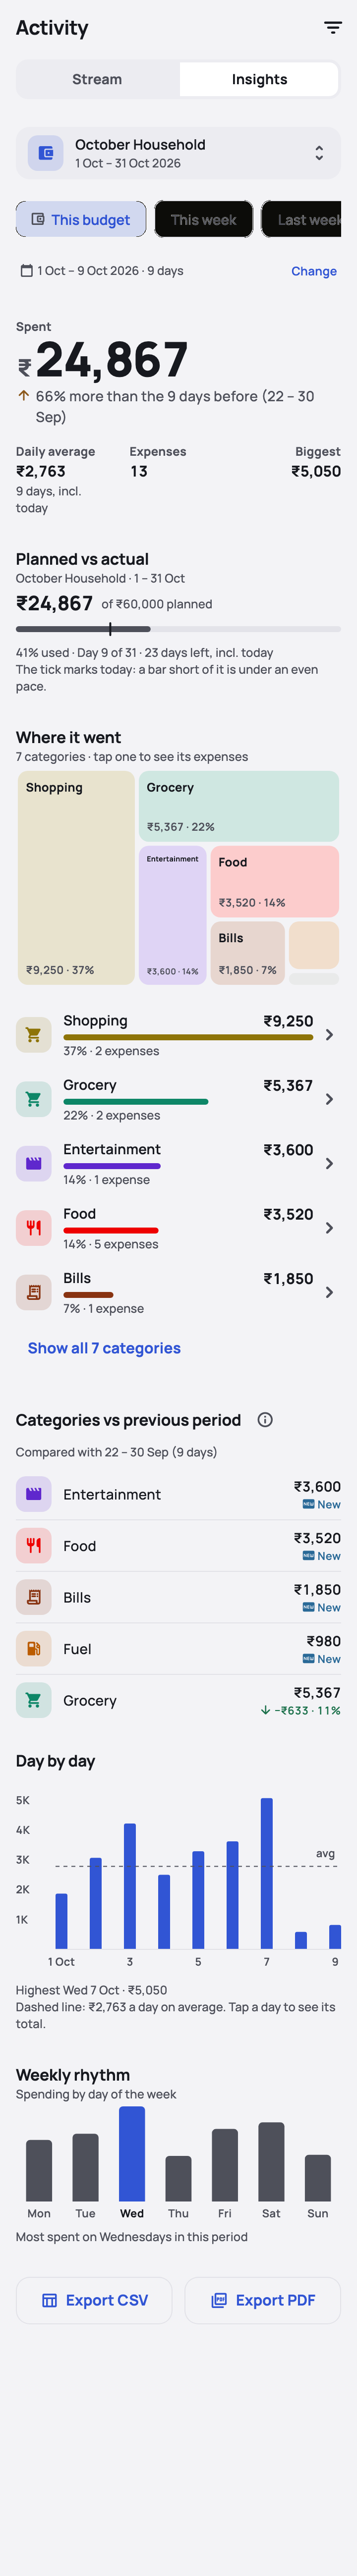 Activity
Stream
Insights
October Household
1 Oct – 31 Oct 2026
This budget
This week
Last week
1 Oct – 9 Oct 2026 · 9 days
Change
Spent
₹24,867
66% more than the 9 days before (22 – 30
Sep)
Daily average
Expenses
Biggest
₹2,763
13
₹5,050
9 days, incl.
today
Planned vs actual
October Household · 1 – 31 Oct
₹24,867 of ₹60,000 planned
41% used · Day 9 of 31 · 23 days left, incl. today
The tick marks today: a bar short of it is under an even
pace.
Where it went
7 categories · tap one to see its expenses
Shopping
₹9,250 · 37%
Grocery
₹5,367 · 22%
Entertainment
₹3,600 · 14%
Food
₹3,520 · 14%
Bills
₹1,850 · 7%
Shopping
₹9,250
37% · 2 expenses
Grocery
₹5,367
22% · 2 expenses
Entertainment
₹3,600
14% · 1 expense
Food
₹3,520
14% · 5 expenses
Bills
₹1,850
7% · 1 expense
Show all 7 categories
Categories vs previous period
Compared with 22 – 30 Sep (9 days)
Entertainment
₹3,600
NEW New
Food
₹3,520
NEW New
Bills
₹1,850
NEW New
Fuel
₹980
NEW New
Grocery
₹5,367
−₹633 · 11%
Day by day
5K
4K
3K
2K
1K
avg
1 Oct
3
5
7
9
Highest Wed 7 Oct · ₹5,050
Dashed line: ₹2,763 a day on average. Tap a day to see its
total.
Weekly rhythm
Spending by day of the week
Mon
Tue
Wed
Thu
Fri
Sat
Sun
Most spent on Wednesdays in this period
Export CSV
PDF
Export PDF